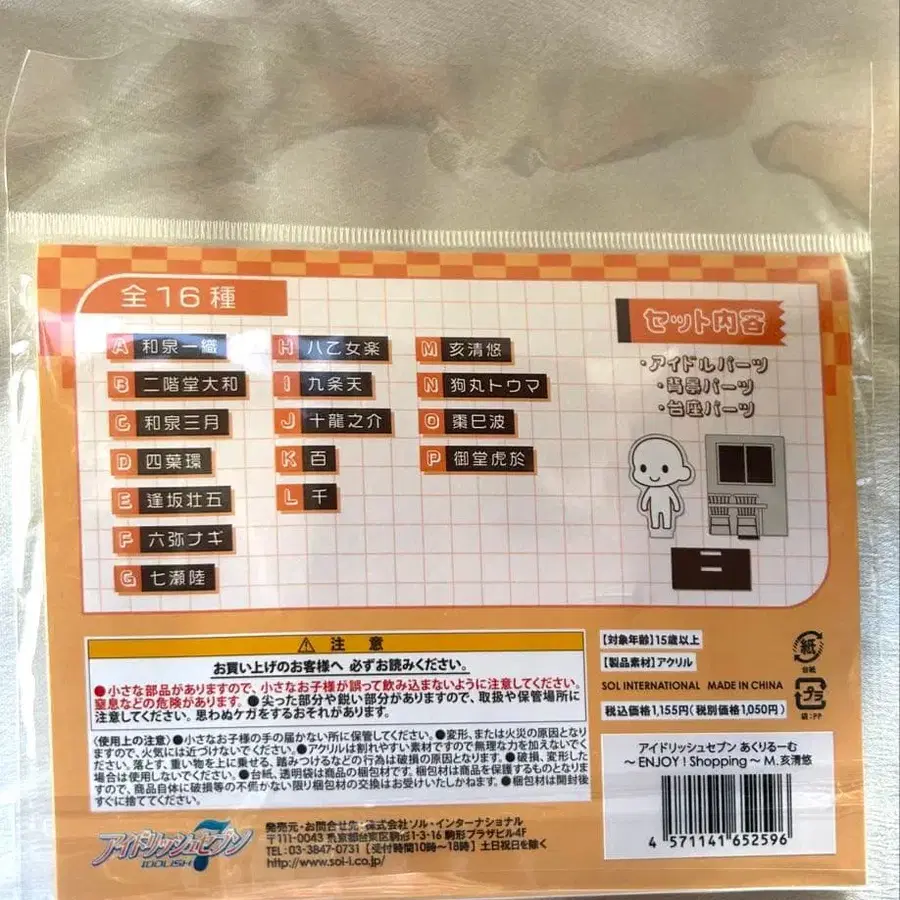 全16種
A 和泉一織
B 二階堂大和
C 和泉三月
D 四葉環
E 逢坂壮五
F 六弥ナギ
G 七瀬陸
H 八乙女楽
I 九条天
J 十龍之介
K 百
L 千
M 亥清悠
N 狗丸トウマ
O 棗巳波
P 御堂虎於
セット内容
・アイドルパーツ
・背景パーツ
・台座パーツ
⚠ 注意
お買い上げのお客様へ 必ずお読みください。
●小さな部品がありますので、小さなお子様が誤って飲み込まないように注意してください。
窒息などの危険があります。●尖った部分や鋭い部分がありますので、取扱や保管場所に
注意してください。思わぬケガをするおそれがあります。
〈使用上の注意〉●小さなお子様の手の届かない所に保管してください。●変形、または火災の原因となり
ますので、火気には近づけないでください。●アクリルは割れやすい素材ですので無理な力を加えないでく
ださい。落とす、重い物を上に乗せる、踏みつけるなどの行為は破損の原因となります。●破損、変形した
場合は使用しないでください。●台紙、透明袋は商品の梱包材です。梱包材は商品を保護するものとなりま
すので、商品自体に破損等の不備がない限り梱包材の交換はお受けいたしかねます。●梱包材は開封後
すぐに捨ててください。
アイドリッシュセブン
IDOLiSH7
発売元・お問合せ先:株式会社ソル・インターナショナル
〒111-0043 東京都台東区駒形1-3-16 駒形プラザビル4F
TEL:03-3847-0731【受付時間10時〜18時】土日祝日を除く
http://www.sol-i.co.jp/
【対象年齢】15歳以上
【製品素材】アクリル
SOL INTERNATIONAL MADE IN CHINA
税込価格1,155円(税別価格1,050円)
紙
台紙
プラ
袋:PP
アイドリッシュセブン あくりるーむ
〜ENJOY!Shopping〜 M.亥清悠
4 571141 652596